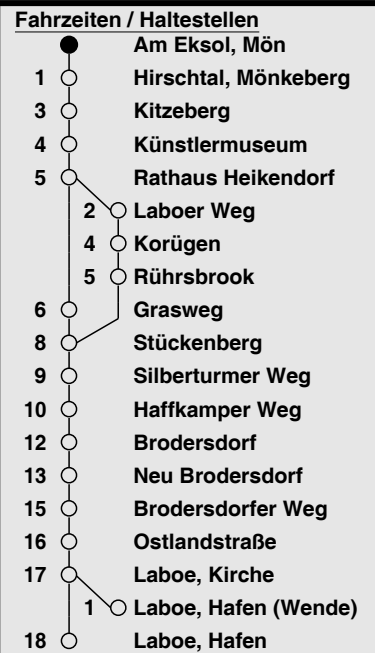 Fahrzeiten / Haltestellen
Am Eksol, Mön
1 Hirschtal, Mönkeberg
3 Kitzeberg
4 Künstlermuseum
5 Rathaus Heikendorf
2 Laboer Weg
4 Korügen
5 Rührsbrook
6 Grasweg
8 Stückenberg
9 Silberturmer Weg
10 Haffkamper Weg
12 Brodersdorf
13 Neu Brodersdorf
15 Brodersdorfer Weg
16 Ostlandstraße
17 Laboe, Kirche
1 Laboe, Hafen (Wende)
18 Laboe, Hafen